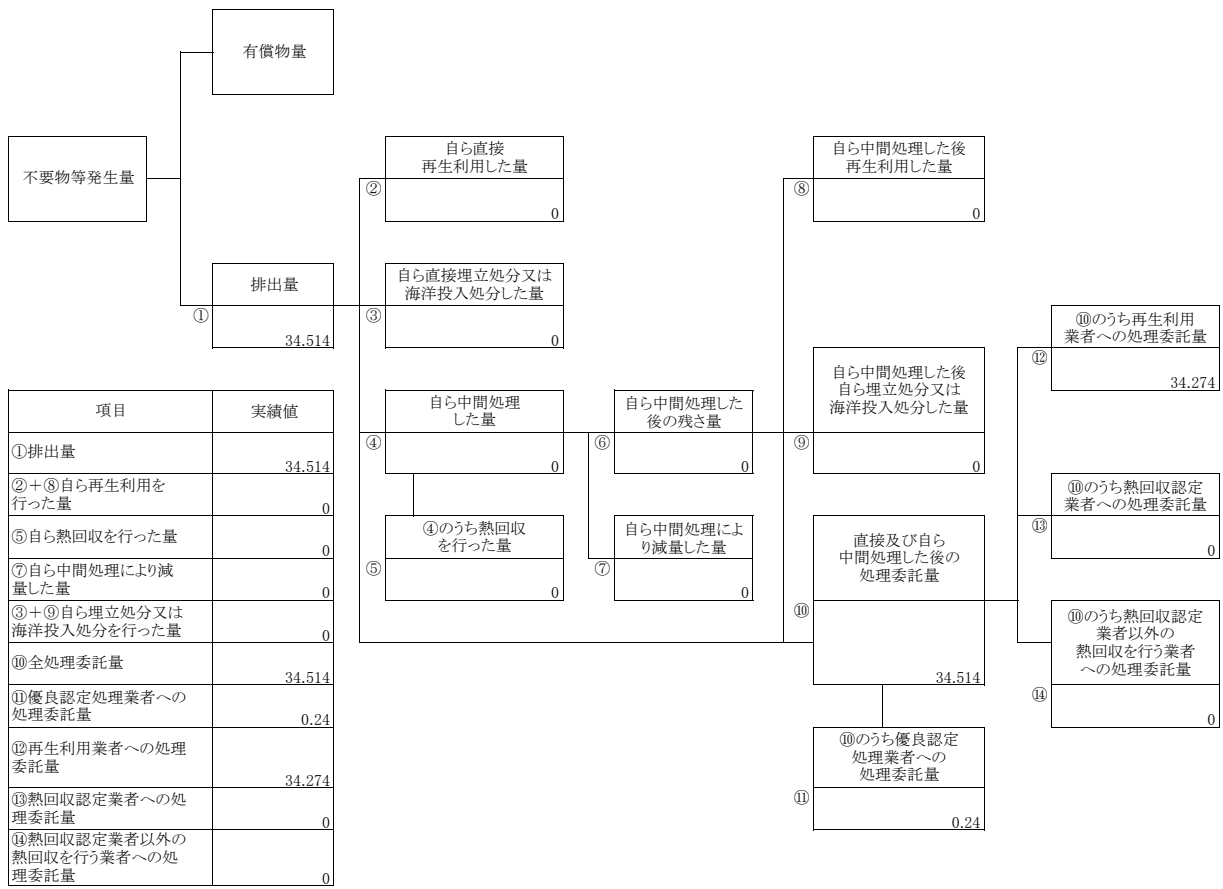 有償物量
不要物等発生量
自ら直接
再生利用した量
②
0
自ら中間処理した後
再生利用した量
⑧
0
排出量
①
34.514
自ら直接埋立処分又は
海洋投入処分した量
③
0
⑩のうち再生利用
業者への処理委託量
⑫
34.274
自ら中間処理
した量
④
0
自ら中間処理した
後の残さ量
⑥
0
自ら中間処理した後
自ら埋立処分又は
海洋投入処分した量
⑨
0
⑩のうち熱回収認定
業者への処理委託量
⑬
0
④のうち熱回収
を行った量
⑤
0
自ら中間処理によ
り減量した量
⑦
0
直接及び自ら
中間処理した後の
処理委託量
⑩
34.514
⑩のうち熱回収認定
業者以外の
熱回収を行う業者
への処理委託量
⑭
0
⑩のうち優良認定
処理業者への
処理委託量
⑪
0.24
項目 実績値
①排出量
34.514
②+⑧自ら再生利用を
行った量
0
⑤自ら熱回収を行った量
0
⑦自ら中間処理により減
量した量
0
③+⑨自ら埋立処分又は
海洋投入処分を行った量
0
⑩全処理委託量
34.514
⑪優良認定処理業者への
処理委託量
0.24
⑫再生利用業者への処理
委託量
34.274
⑬熱回収認定業者への処
理委託量
0
⑭熱回収認定業者以外の
熱回収を行う業者への処
理委託量
0